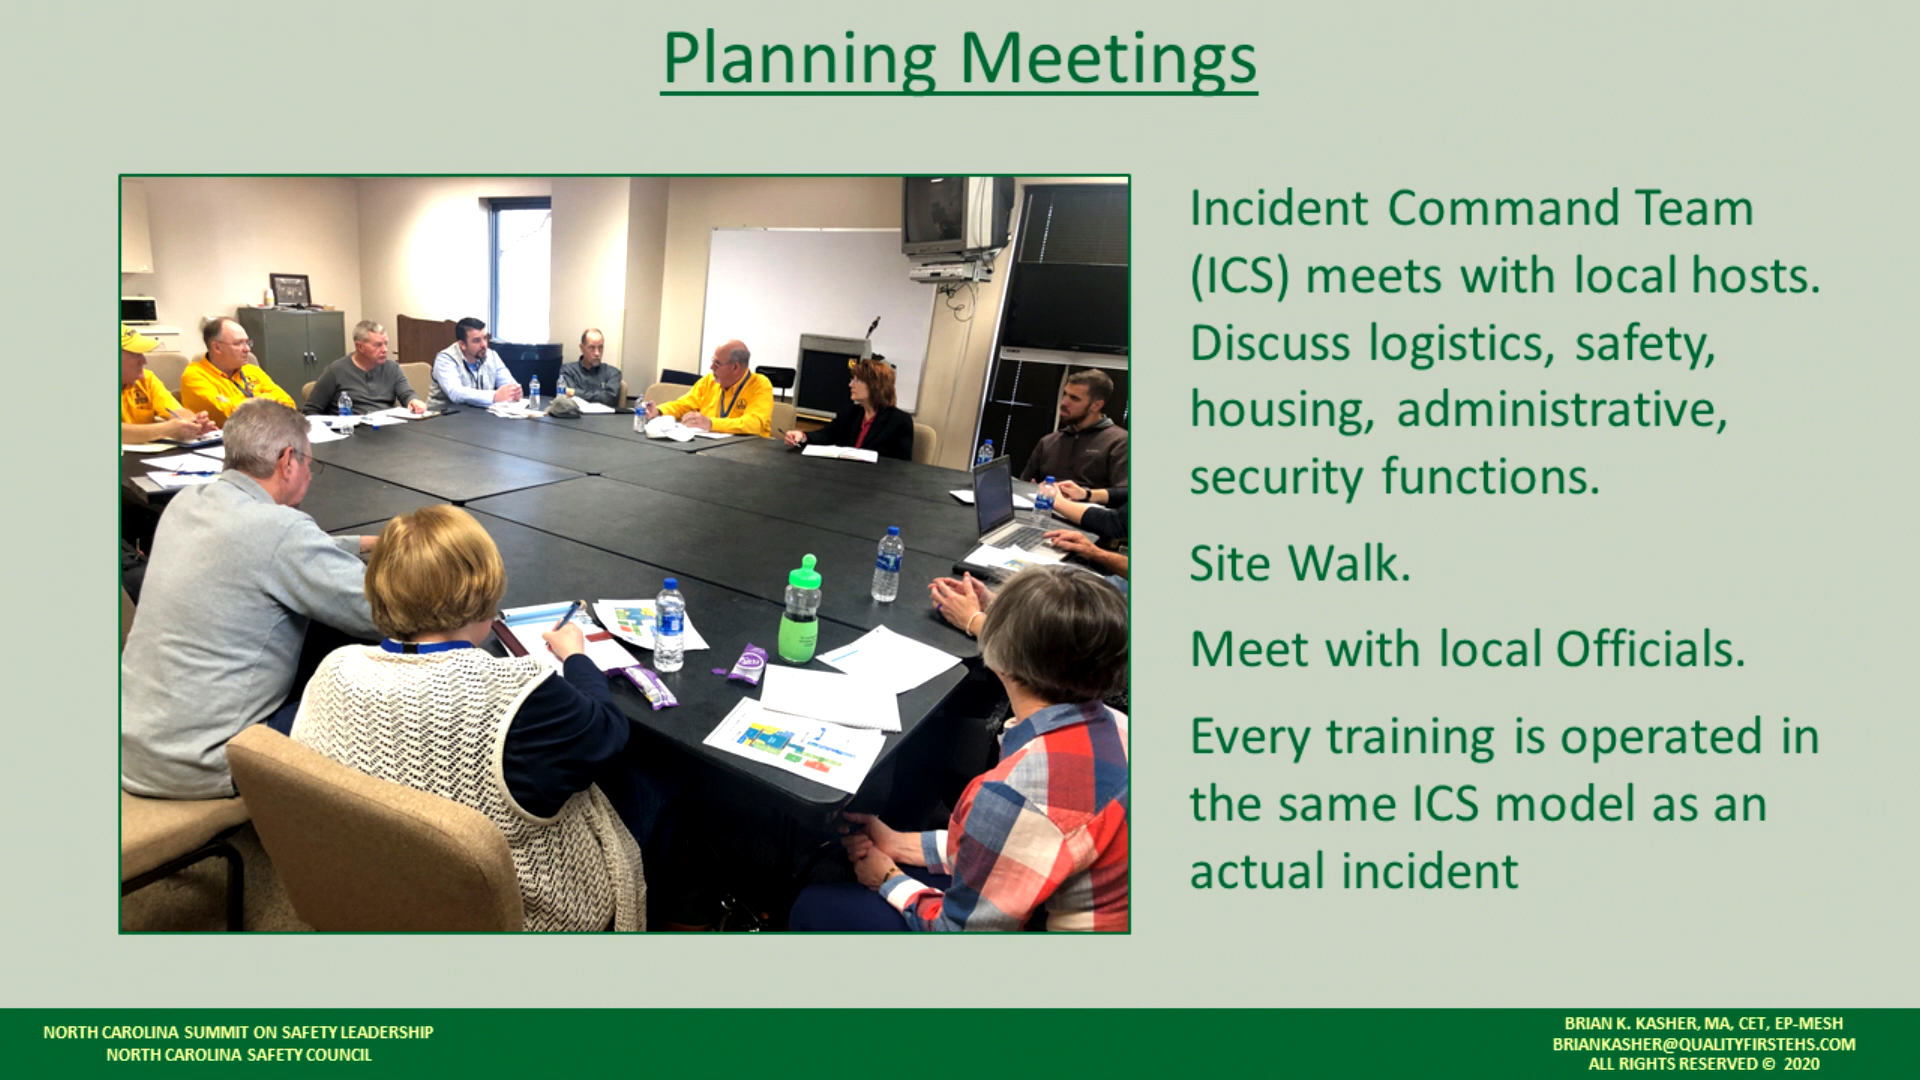 Planning Meetings
Incident Command Team
(ICS) meets with local hosts.
Discuss logistics, safety,
housing, administrative,
security functions.
Site Walk.
Meet with local Officials.
Every training is operated in
the same ICS model as an
actual incident
NORTH CAROLINA SUMMIT ON SAFETY LEADERSHIP
NORTH CAROLINA SAFETY COUNCIL
BRIAN K. KASHER, MA, CET, EP-MESH
BRIANKASHER@QUALITYFIRSTEHS.COM
ALL RIGHTS RESERVED © 2020